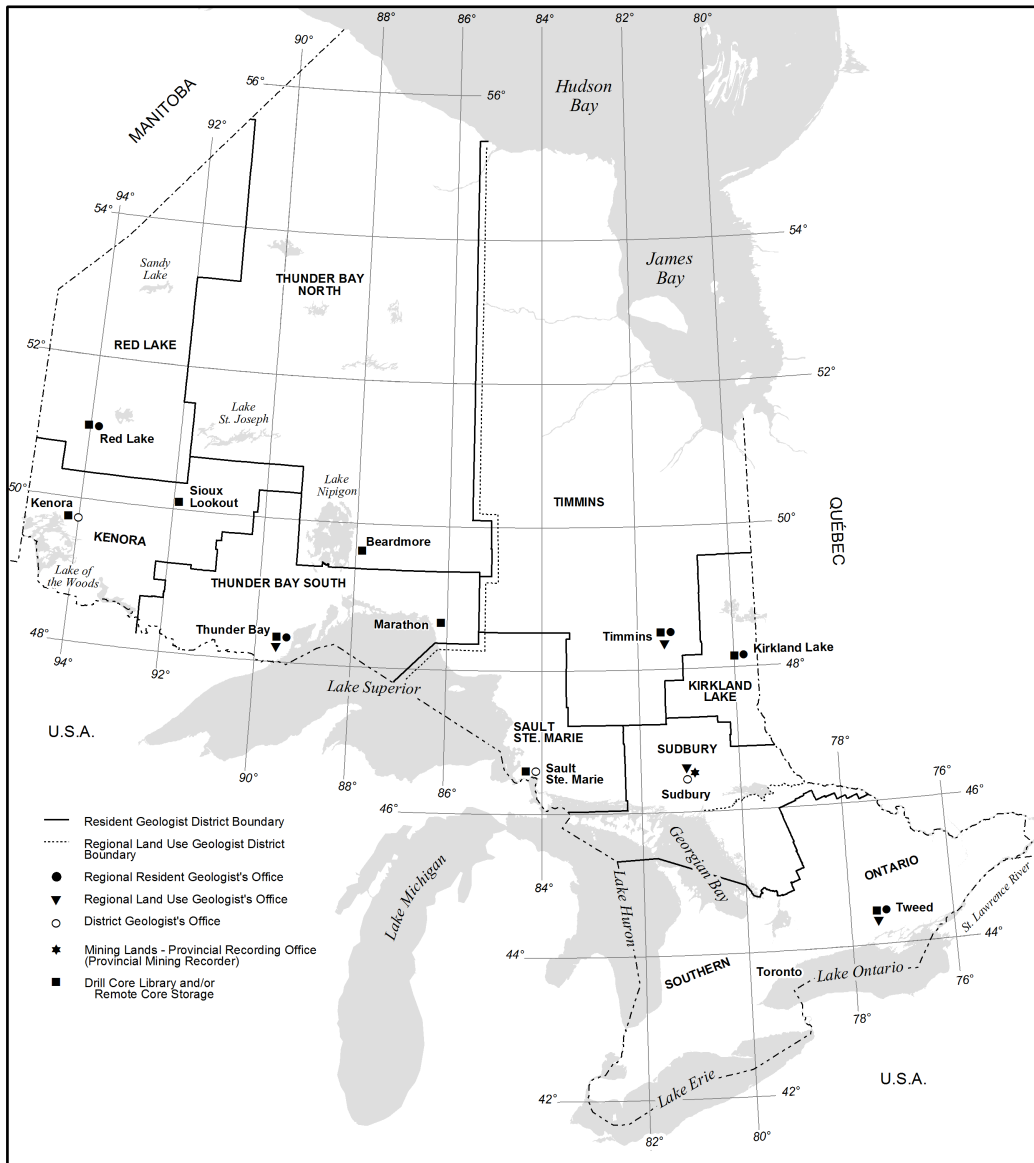 88°
86°
84°
82°
80°
90°
56°
56°
Hudson
Bay
MANITOBA
92°
94°
54°
54°
Sandy
Lake
THUNDER BAY
NORTH
James
Bay
52°
RED LAKE
52°
Lake
St. Joseph
Red Lake
50°
Sioux
Lookout
Lake
Nipigon
TIMMINS
50°
QUÉBEC
Kenora
KENORA
Beardmore
Lake of
the Woods
THUNDER BAY SOUTH
Thunder Bay
Marathon
Timmins
Kirkland Lake
48°
94°
92°
48°
KIRKLAND
LAKE
Lake Superior
U.S.A.
SAULT
STE. MARIE
SUDBURY
78°
90°
88°
86°
Sault
Ste. Marie
Sudbury
76°
46°
46°
Georgian Bay
84°
Lake Michigan
Lake Huron
ONTARIO
Tweed
St. Lawrence River
44°
44°
SOUTHERN
Toronto
Lake Ontario
76°
78°
Lake Erie
U.S.A.
42°
42°
82°
80°
Resident Geologist District Boundary
Regional Land Use Geologist District
Boundary
Regional Resident Geologist's Office
Regional Land Use Geologist's Office
District Geologist's Office
Mining Lands - Provincial Recording Office
(Provincial Mining Recorder)
Drill Core Library and/or
Remote Core Storage